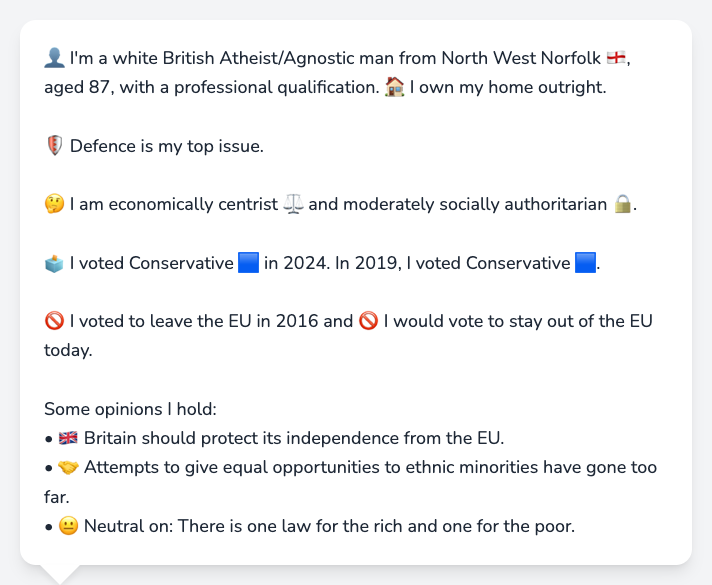 👤 I'm a white British Atheist/Agnostic man from North West Norfolk 🏴󠁧󠁢󠁥󠁮󠁧󠁿,
aged 87, with a professional qualification. 🏠 I own my home outright.
🛡️ Defence is my top issue.
🤔 I am economically centrist ⚖️ and moderately socially authoritarian 🔒.
🗳️ I voted Conservative 🟦 in 2024. In 2019, I voted Conservative 🟦.
🚫 I voted to leave the EU in 2016 and 🚫 I would vote to stay out of the EU
today.
Some opinions I hold:
• 🇬🇧 Britain should protect its independence from the EU.
• 🤝 Attempts to give equal opportunities to ethnic minorities have gone too
far.
• 😐 Neutral on: There is one law for the rich and one for the poor.